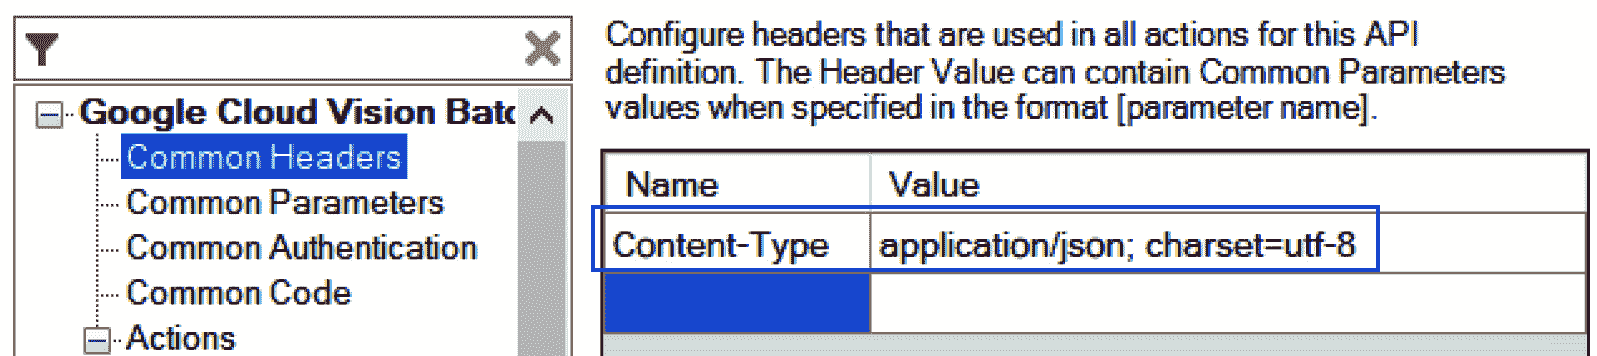 Google Cloud Vision Batc
Common Headers
Common Parameters
Common Authentication
Common Code
Actions
Configure headers that are used in all actions for this API
definition. The Header Value can contain Common Parameters
values when specified in the format [parameter name].
Name Value
Content-Type application/json; charset=utf-8